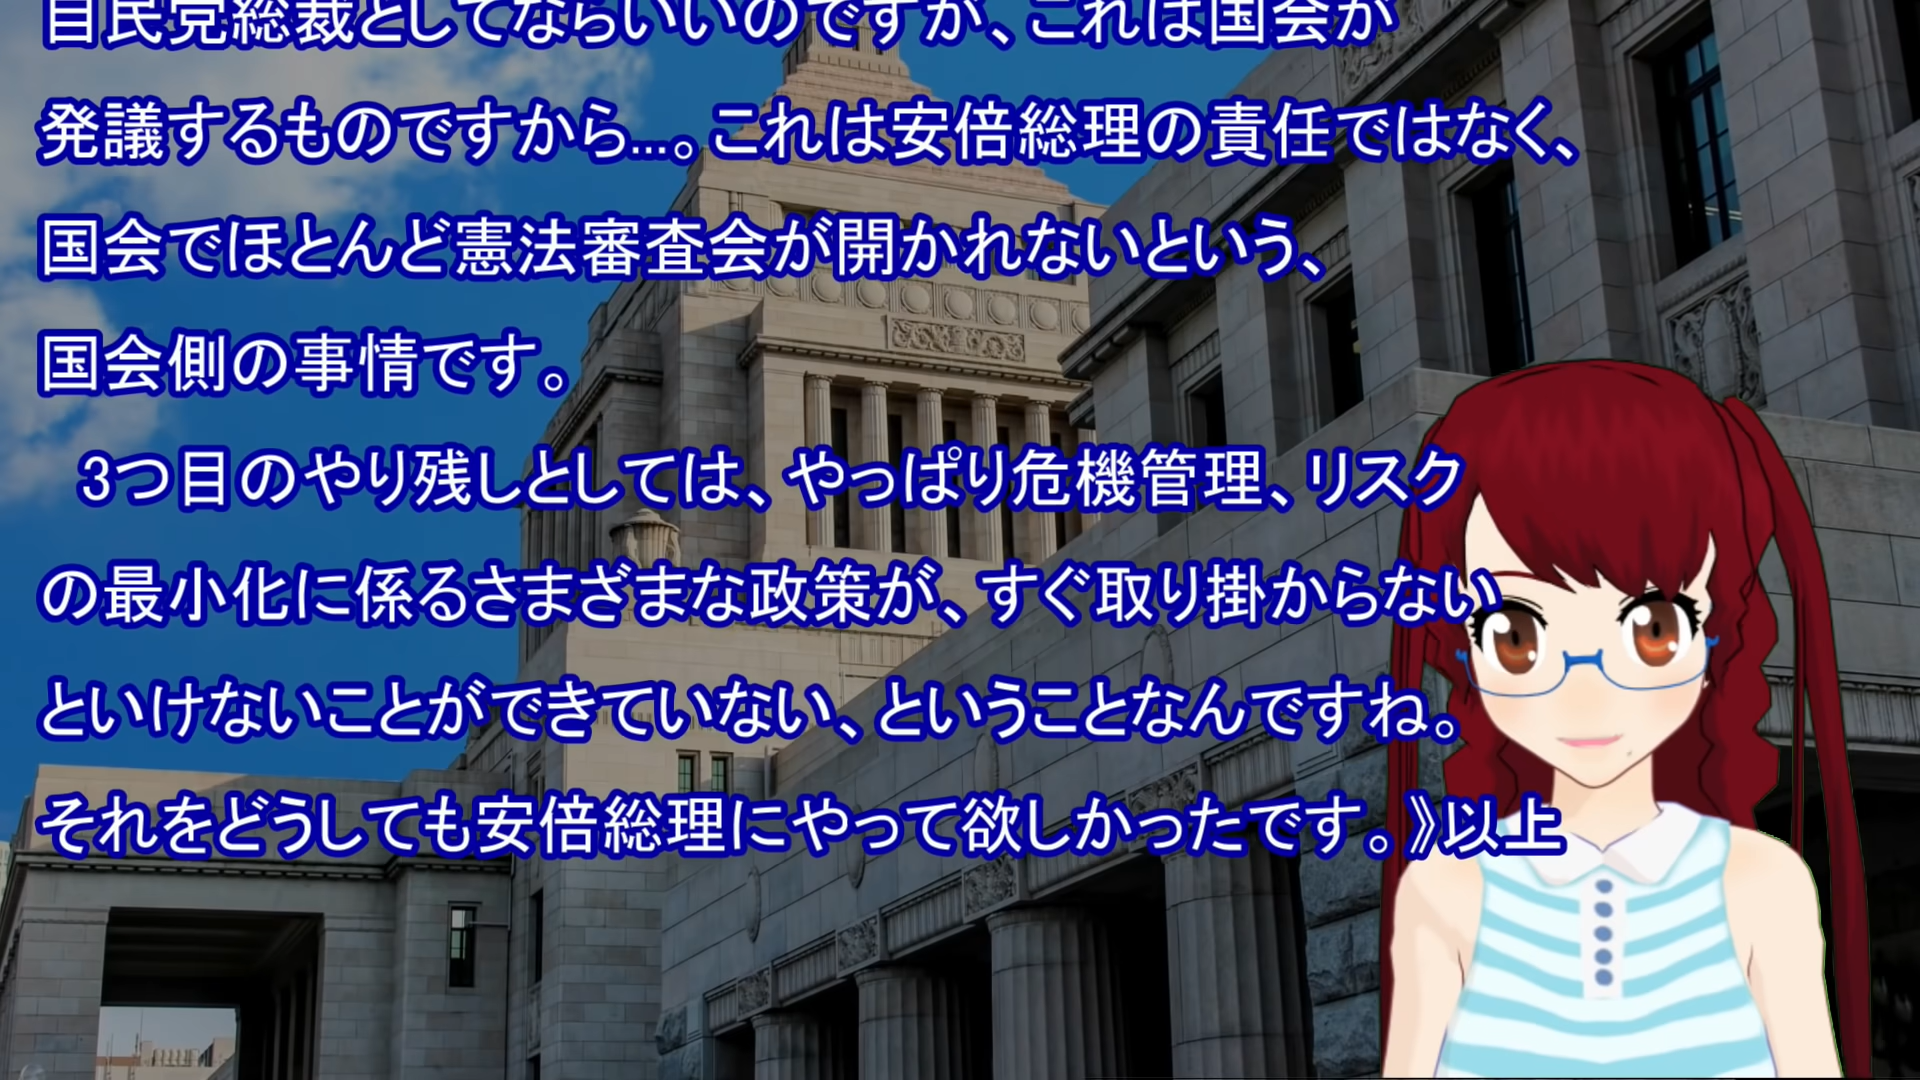 自民党総裁としてならいいのですが、これは国会が
発議するものですから...。これは安倍総理の責任ではなく、
国会でほとんど憲法審査会が開かれないという、
国会側の事情です。
3つ目のやり残しとしては、やっぱり危機管理、リスク
の最小化に係るさまざまな政策が、すぐ取り掛からない
といけないことができていない、ということなんですね。
それをどうしても安倍総理にやって欲しかったです。》以上